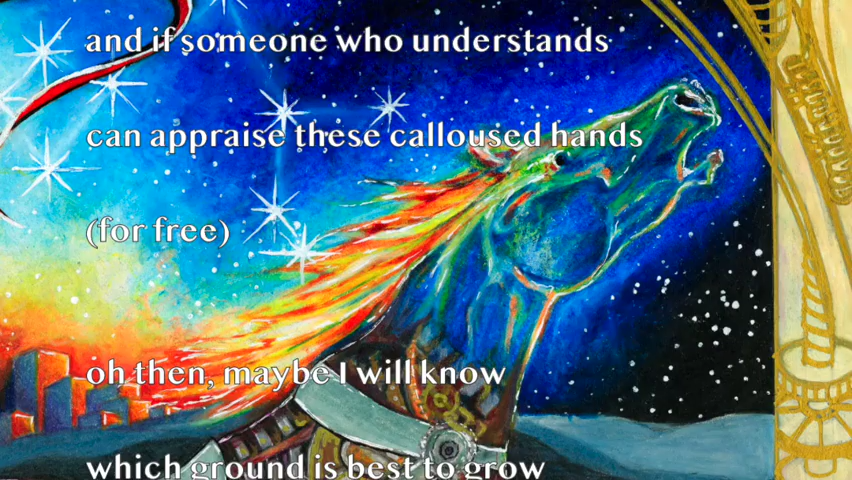 and if someone who understands
can appraise these calloused hands
(for free)
oh then, maybe I will know
which ground is best to grow